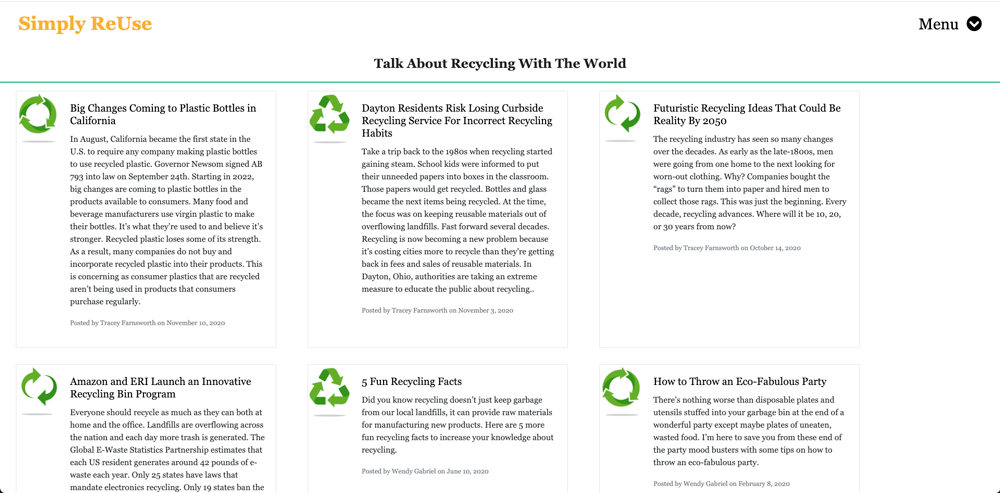 Simply ReUse
Menu
Talk About Recycling With The World
Big Changes Coming to Plastic Bottles in
California
In August, California became the first state in the
U.S. to require any company making plastic bottles
to use recycled plastic. Governor Newsom signed AB
793 into law on September 24th. Starting in 2022,
big changes are coming to plastic bottles in the
products available to consumers. Many food and
beverage manufacturers use virgin plastic to make
their bottles. It's what they're used to and believe it's
stronger. Recycled plastic loses some of its strength.
As a result, many companies do not buy and
incorporate recycled plastic into their products. This
is concerning as consumer plastics that are recycled
aren't being used in products that consumers
purchase regularly.
Posted by Tracey Farnsworth on November 10, 2020
Dayton Residents Risk Losing Curbside
Recycling Service For Incorrect Recycling
Habits
Take a trip back to the 1980s when recycling started
gaining steam. School kids were informed to put
their unneeded papers into boxes in the classroom.
Those papers would get recycled. Bottles and glass
became the next items being recycled. At the time,
the focus was on keeping reusable materials out of
overflowing landfills. Fast forward several decades.
Recycling is now becoming a new problem because
it's costing cities more to recycle than they're getting
back in fees and sales of reusable materials. In
Dayton, Ohio, authorities are taking an extreme
measure to educate the public about recycling..
Posted by Tracey Farnsworth on November 3, 2020
Futuristic Recycling Ideas That Could Be
Reality By 2050
The recycling industry has seen so many changes
over the decades. As early as the late-1800s, men
were going from one home to the next looking for
worn-out clothing. Why? Companies bought the
“rags” to turn them into paper and hired men to
collect those rags. This was just the beginning. Every
decade, recycling advances. Where will it be 10, 20,
or 30 years from now?
Posted by Tracey Farnsworth on October 14, 2020
Amazon and ERI Launch an Innovative
Recycling Bin Program
Everyone should recycle as much as they can both at
home and the office. Landfills are overflowing across
the nation and each day more trash is generated. The
Global E-Waste Statistics Partnership estimates that
each US resident generates around 42 pounds of e-
waste each year. Only 25 states have laws that
mandate electronics recycling. Only 19 states ban the
5 Fun Recycling Facts
Did you know recycling doesn't just keep garbage
from our local landfills, it can provide raw materials
for manufacturing new products. Here are 5 more
fun recycling facts to increase your knowledge about
recycling.
Posted by Wendy Gabriel on June 10, 2020
How to Throw an Eco-Fabulous Party
There's nothing worse than disposable plates and
utensils stuffed into your garbage bin at the end of a
wonderful party except maybe plates of uneaten,
wasted food. I'm here to save you from these end of
the party mood busters with some tips on how to
throw an eco-fabulous party.
Posted by Wendy Gabriel on February 8, 2020